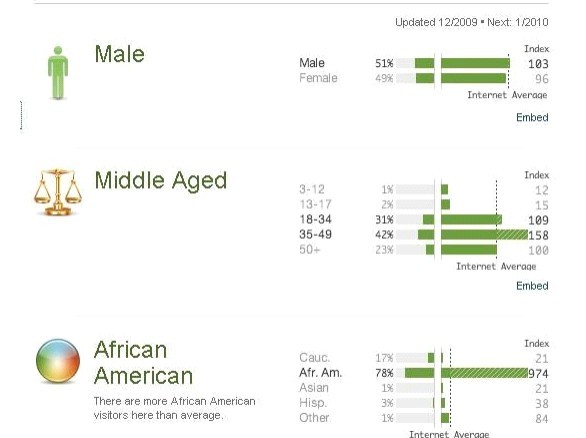 Updated 12/2009 • Next: 1/2010
Male
Index
Male 51% 103
Female 49% 96
Internet Average
Embed
Middle Aged
Index
3-12 1% 12
13-17 2% 15
18-34 31% 109
35-49 42% 158
50+ 23% 100
Internet Average
Embed
African
American
There are more African American
visitors here than average.
Index
Cauc. 17% 21
Afr. Am. 78% 974
Asian 1% 21
Hisp. 3% 38
Other 1% 84
Internet Average